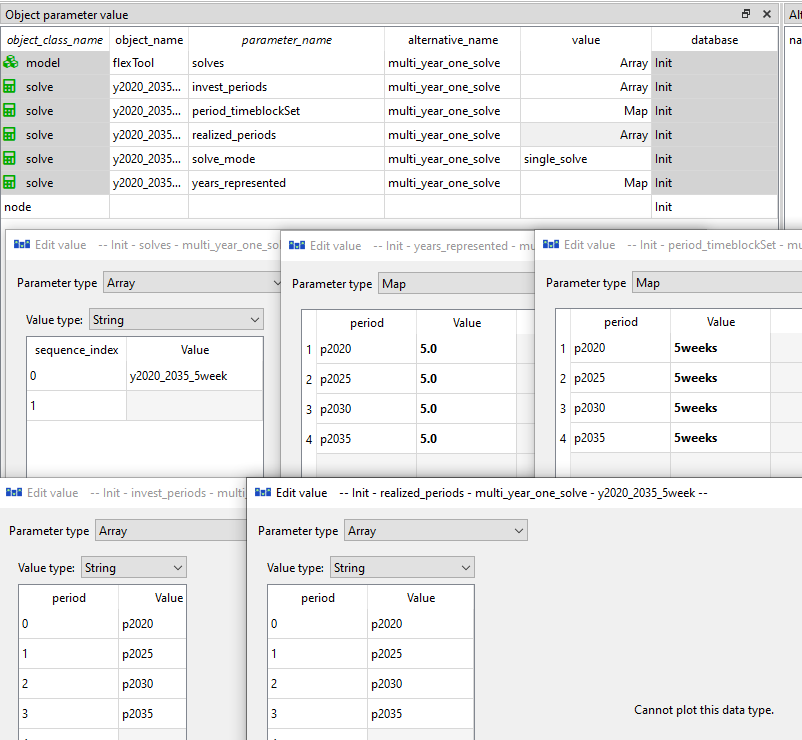 Object parameter value
Al
object_class_name object_name parameter_name alternative_name value database
na
model flexTool solves multi_year_one_solve Array Init
solve y2020_2035... invest_periods multi_year_one_solve Array Init
solve y2020_2035... period_timeblockSet multi_year_one_solve Map Init
solve y2020_2035... realized_periods multi_year_one_solve Array Init
solve y2020_2035... solve_mode multi_year_one_solve single_solve Init
solve y2020_2035... years_represented multi_year_one_solve Map Init
node Init
Edit value -- Init - solves - multi_year_one_so
Parameter type Array
Value type: String
sequence_index Value
0 y2020_2035_5week
1
Edit value -- Init - years_represented - mu
Parameter type Map
period Value
1 p2020 5.0
2 p2025 5.0
3 p2030 5.0
4 p2035 5.0
Edit value -- Init - period_timeblockSet - mu
Parameter type Map
period Value
1 p2020 5weeks
2 p2025 5weeks
3 p2030 5weeks
4 p2035 5weeks
Edit value -- Init - invest_periods - multi
Parameter type Array
Value type: String
period Value
0 p2020
1 p2025
2 p2030
3 p2035
Edit value -- Init - realized_periods - multi_year_one_solve - y2020_2035_5week --
Parameter type Array
Value type: String
period Value
0 p2020
1 p2025
2 p2030
3 p2035
Cannot plot this data type.